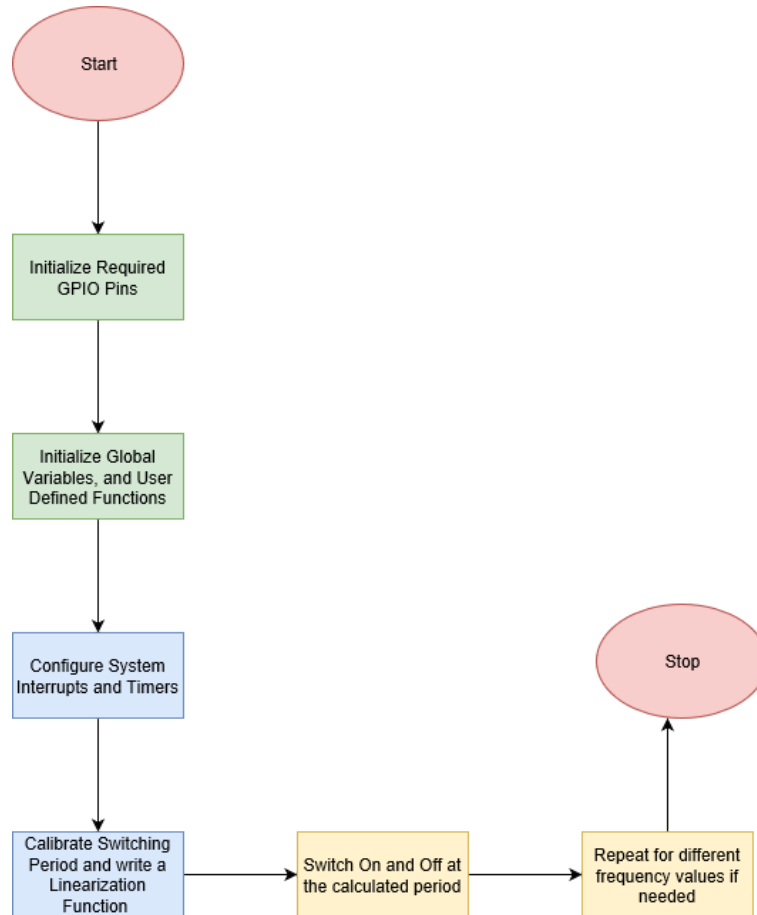 Start
Initialize Required
GPIO Pins
Initialize Global
Variables, and User
Defined Functions
Configure System
Interrupts and Timers
Stop
Calibrate Switching
Period and write a
Linearization
Function
Switch On and Off at
the calculated period
Repeat for different
frequency values if
needed